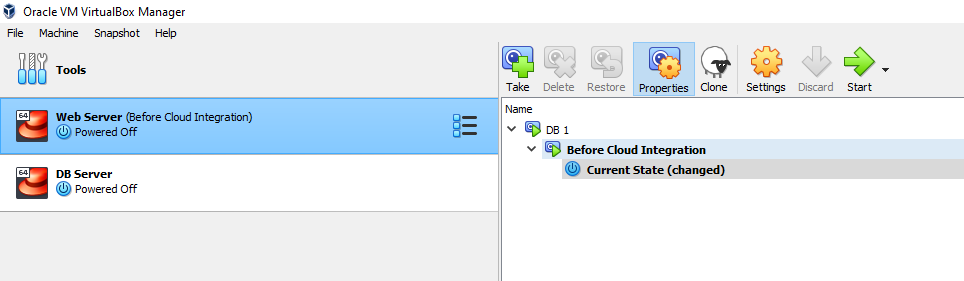 Oracle VM VirtualBox Manager
File Machine Snapshot Help
Tools
Take Delete Restore Properties Clone Settings Discard Start
64 Web Server (Before Cloud Integration)
Powered Off
64 DB Server
Powered Off
Name
DB 1
Before Cloud Integration
Current State (changed)